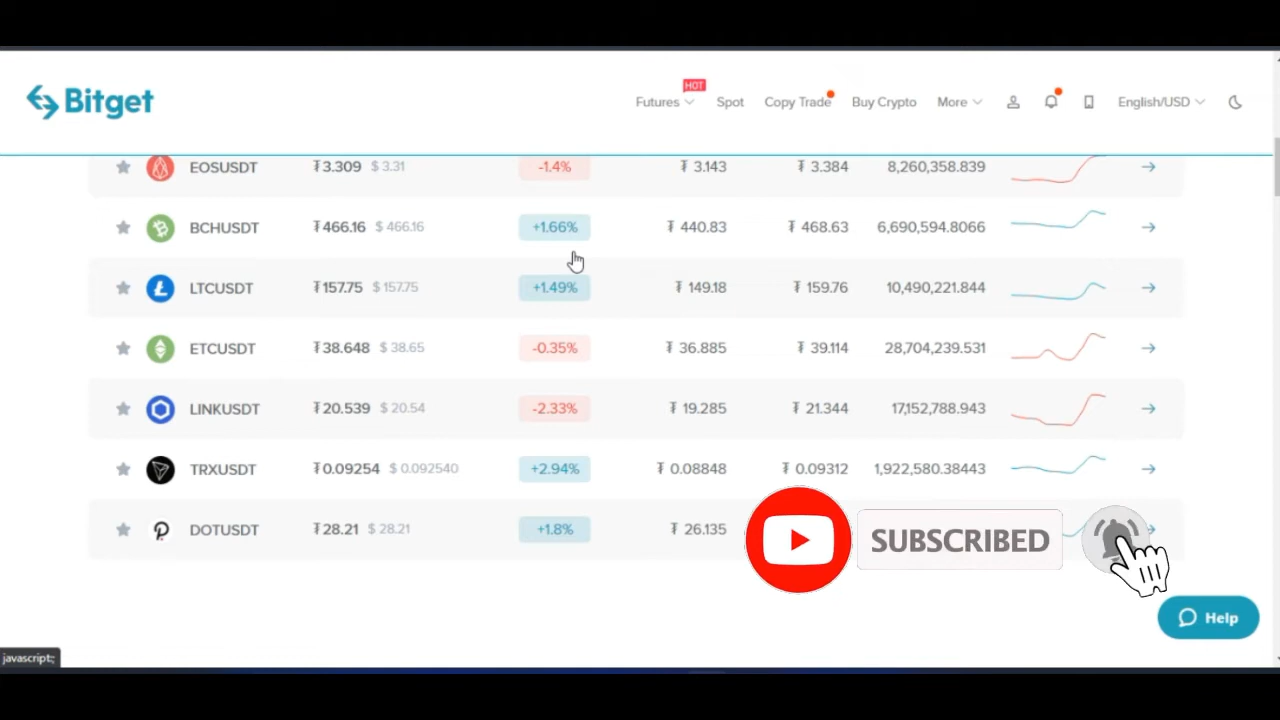 HOT
Bitget Futures Spot Copy Trade Buy Crypto More English/USD
EOSUSDT ₮3.309 $ 3.31 -1.4% ₮ 3.143 ₮ 3.384 8,260,358.839
BCHUSDT ₮466.16 $ 466.16 +1.66% ₮ 440.83 ₮ 468.63 6,690,594.8066
LTCUSDT ₮157.75 $ 157.75 +1.49% ₮ 149.18 ₮ 159.76 10,490,221.844
ETCUSDT ₮38.648 $ 38.65 -0.35% ₮ 36.885 ₮ 39.114 28,704,239.531
LINKUSDT ₮20.539 $ 20.54 -2.33% ₮ 19.285 ₮ 21.344 17,152,788.943
TRXUSDT ₮0.09254 $ 0.092540 +2.94% ₮ 0.08848 ₮ 0.09312 1,922,580.38443
DOTUSDT ₮28.21 $ 28.21 +1.8% ₮ 26.135
SUBSCRIBED
Help
javascript:;